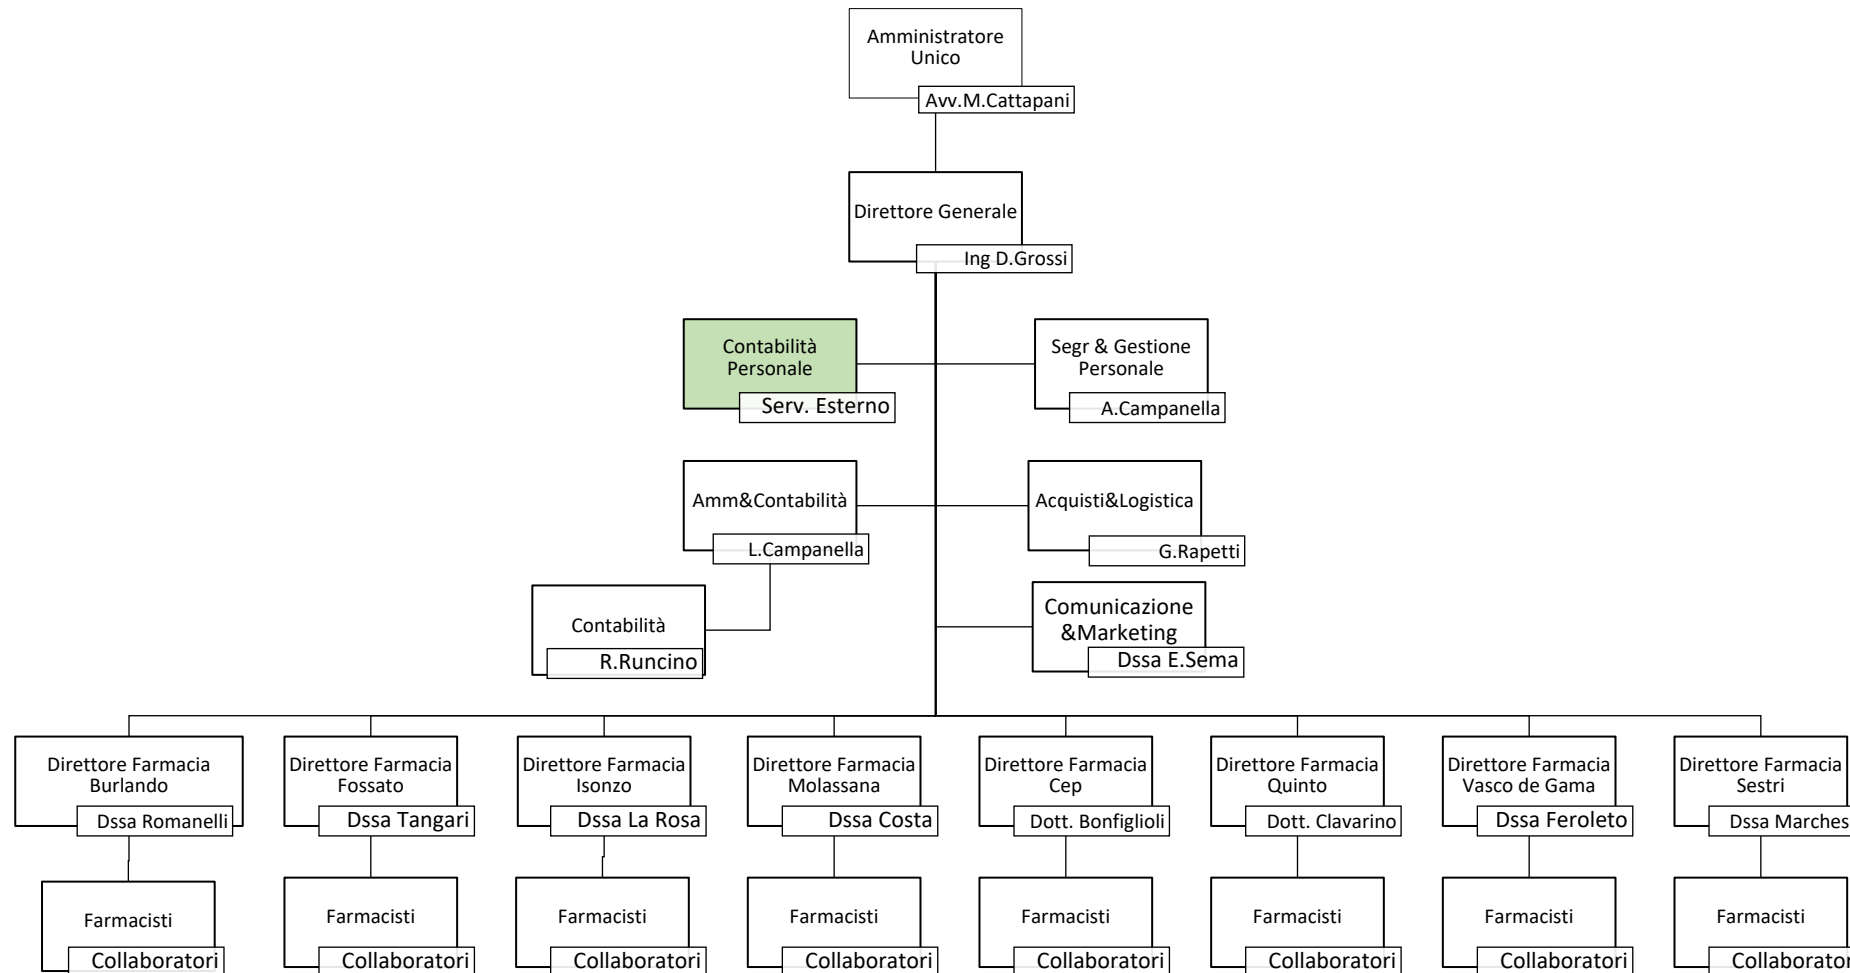 Amministratore
Unico
Avv.M.Cattapani
Direttore Generale
Ing D.Grossi
Contabilità
Personale
Serv. Esterno
Segr & Gestione
Personale
A.Campanella
Amm&Contabilità
L.Campanella
Acquisti&Logistica
G.Rapetti
Contabilità
R.Runcino
Comunicazione
&Marketing
Dssa E.Sema
Direttore Farmacia
Burlando
Dssa Romanelli
Direttore Farmacia
Fossato
Dssa Tangari
Direttore Farmacia
Isonzo
Dssa La Rosa
Direttore Farmacia
Molassana
Dssa Costa
Direttore Farmacia
Cep
Dott. Bonfiglioli
Direttore Farmacia
Quinto
Dott. Clavarino
Direttore Farmacia
Vasco de Gama
Dssa Feroleto
Direttore Farmacia
Sestri
Dssa Marches
Farmacisti
Collaboratori
Farmacisti
Collaboratori
Farmacisti
Collaboratori
Farmacisti
Collaboratori
Farmacisti
Collaboratori
Farmacisti
Collaboratori
Farmacisti
Collaboratori
Farmacisti
Collaborator